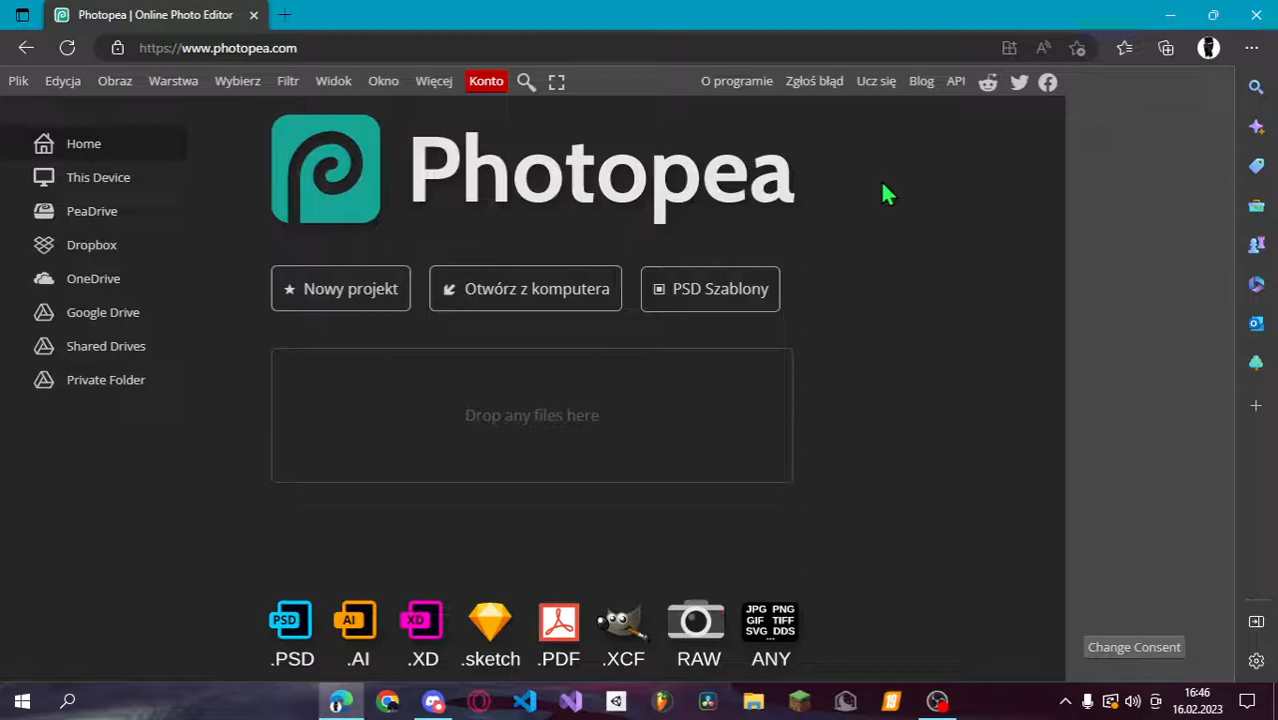 Photopea | Online Photo Editor
https://www.photopea.com
Plik Edycja Obraz Warstwa Wybierz Filtr Widok Okno Więcej Konto O programie Zgłoś błąd Ucz się Blog API
Home
This Device
PeaDrive
Dropbox
OneDrive
Google Drive
Shared Drives
Private Folder
Photopea
Nowy projekt Otwórz z komputera PSD Szablony
Drop any files here
PSD AI XD JPG PNG
GIF TIFF
SVG DDS
...
.PSD .AI .XD .sketch .PDF .XCF RAW ANY
Change Consent
16:46
16.02.2023